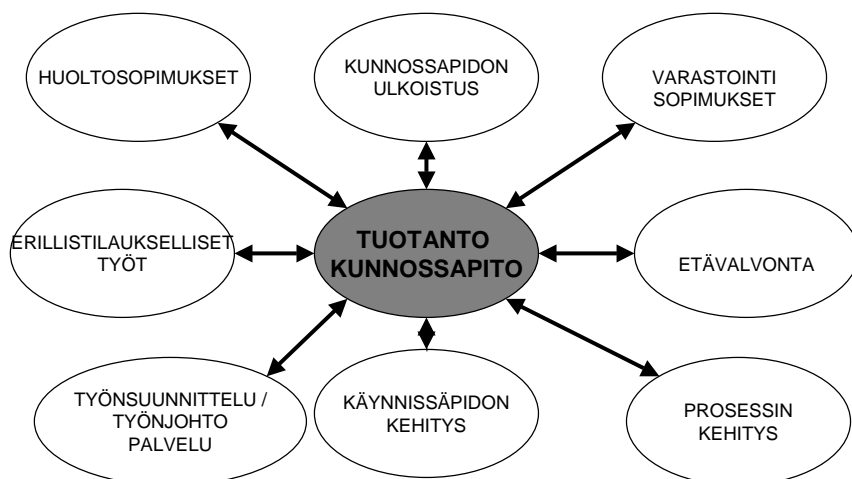 HUOLTOSOPIMUKSET
KUNNOSSAPIDON
ULKOISTUS
VARASTOINTI
SOPIMUKSET
ERILLISTILAUKSELLISET
TYÖT
TUOTANTO
KUNNOSSAPITO
ETÄVALVONTA
TYÖNSUUNNITTELU /
TYÖNJOHTO
PALVELU
KÄYNNISSÄPIDON
KEHITYS
PROSESSIN
KEHITYS